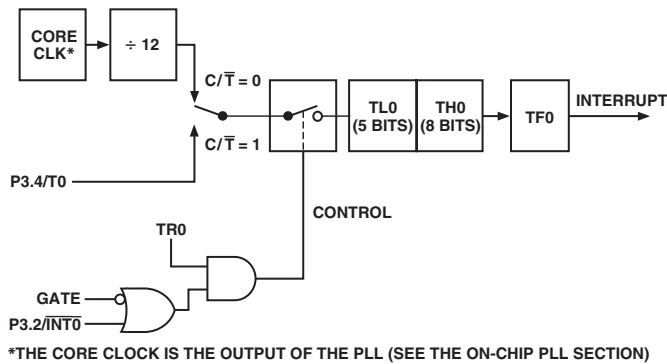 CORE
CLK*
÷ 12
C/T̅ = 0
C/T̅ = 1
P3.4/T0
TL0
(5 BITS)
TH0
(8 BITS)
TF0
INTERRUPT
CONTROL
TR0
GATE
P3.2/I̅N̅T̅0̅
*THE CORE CLOCK IS THE OUTPUT OF THE PLL (SEE THE ON-CHIP PLL SECTION)